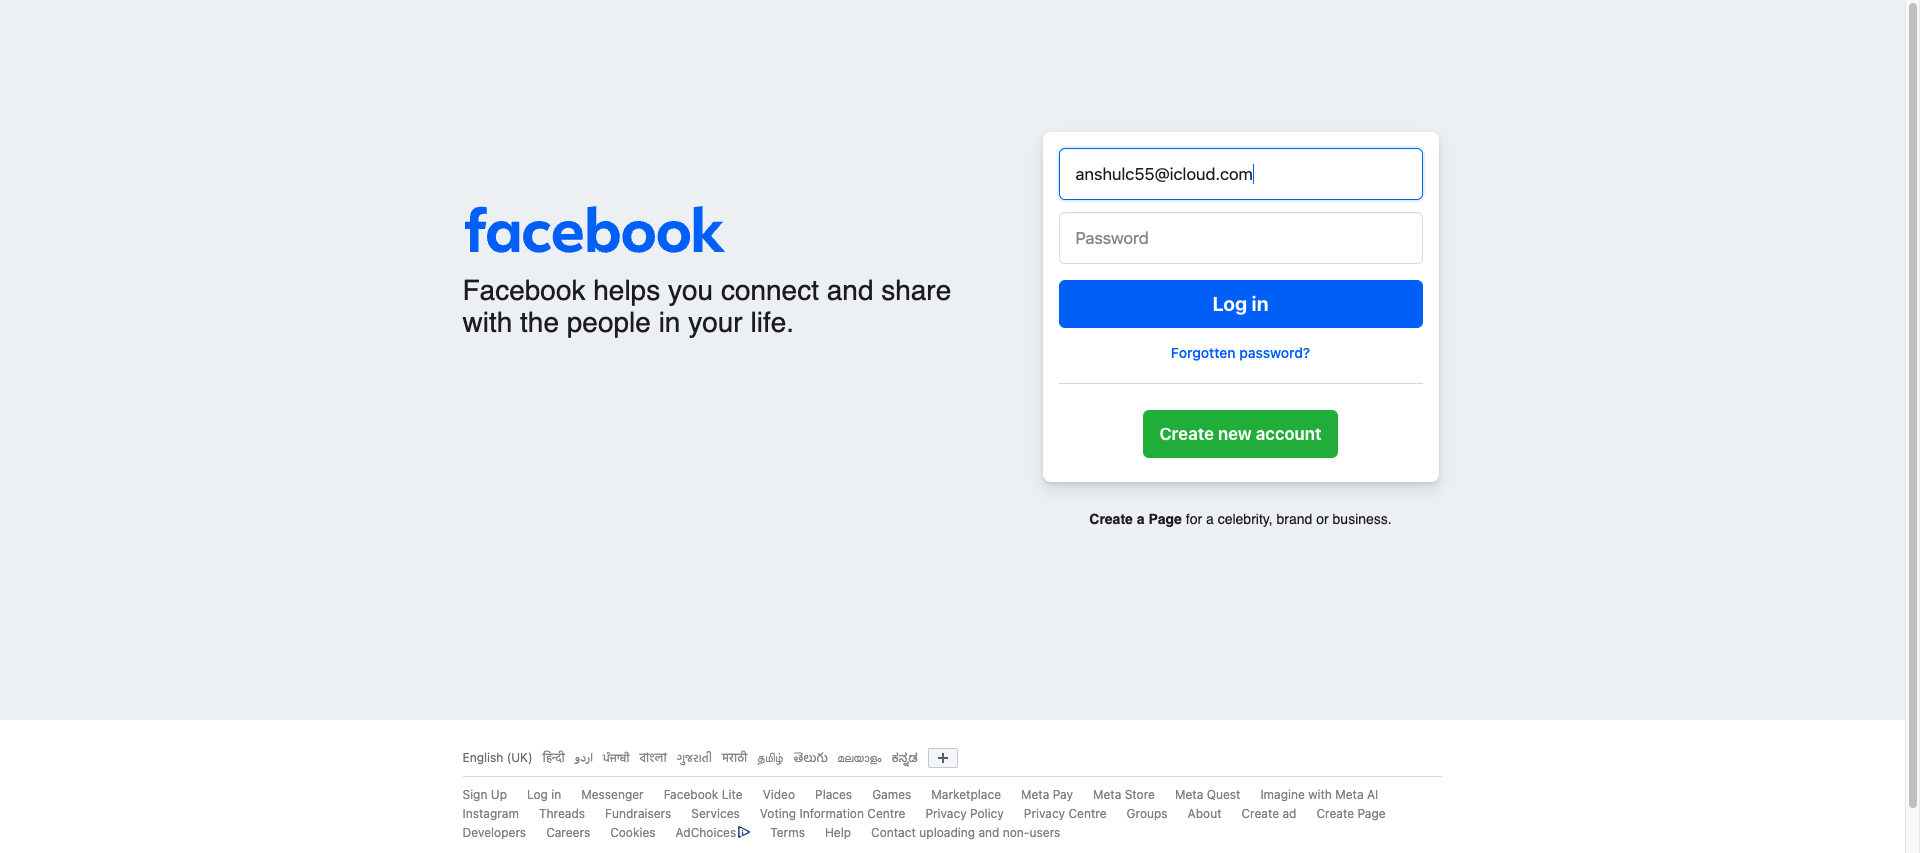 facebook
Facebook helps you connect and share
with the people in your life.
anshulc55@icloud.com
Password
Log in
Forgotten password?
Create new account
Create a Page for a celebrity, brand or business.
English (UK) हिन्दी اردو ਪੰਜਾਬੀ বাংলা ગુજરાતી मराठी தமிழ் తెలుగు മലയാളം ಕನ್ನಡ +
Sign Up Log in Messenger Facebook Lite Video Places Games Marketplace Meta Pay Meta Store Meta Quest Imagine with Meta AI
Instagram Threads Fundraisers Services Voting Information Centre Privacy Policy Privacy Centre Groups About Create ad Create Page
Developers Careers Cookies AdChoices Terms Help Contact uploading and non-users